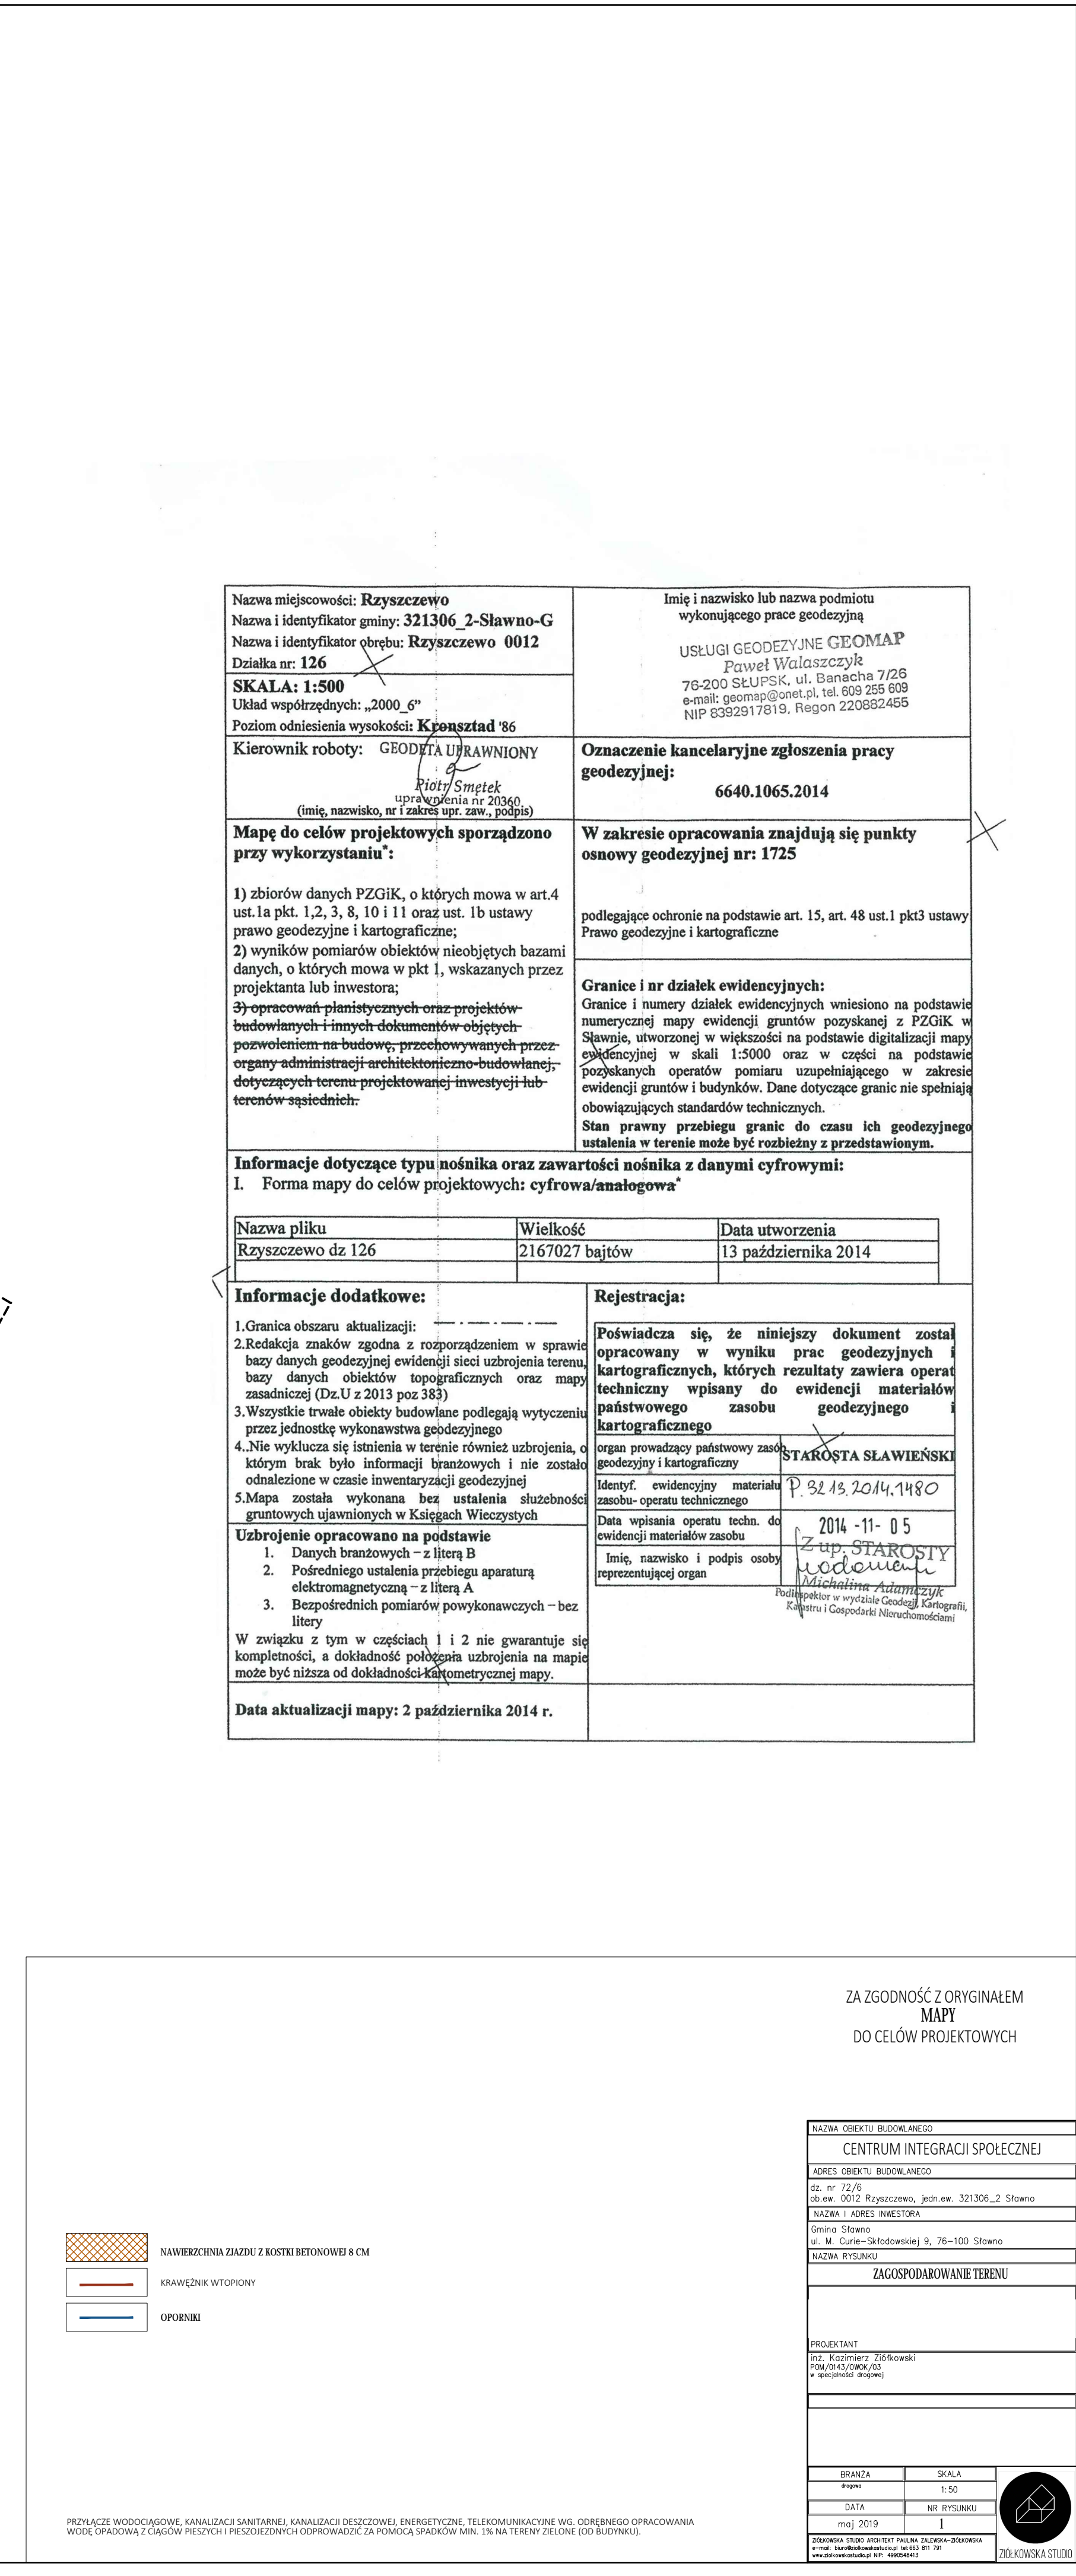 Nazwa miejscowości: Rzyszczewo
Nazwa i identyfikator gminy: 321306_2-Sławno-G
Nazwa i identyfikator obrębu: Rzyszczewo 0012
Działka nr: 126
SKALA: 1:500
Układ współrzędnych: „2000_6”
Poziom odniesienia wysokości: Kronsztad '86
Imię i nazwisko lub nazwa podmiotu
wykonującego prace geodezyjną
USŁUGI GEODEZYJNE GEOMAP
Paweł Walaszczyk
76-200 SŁUPSK, ul. Banacha 7/26
e-mail: geomap@onet.pl, tel. 609 255 609
NIP 8392917819, Regon 220882455
Kierownik roboty: GEODETA UPRAWNIONY
Piotr Smętek
uprawnienia nr 20360
(imię, nazwisko, nr i zakres upr. zaw., podpis)
Oznaczenie kancelaryjne zgłoszenia pracy
geodezyjnej:
6640.1065.2014
Mapę do celów projektowych sporządzono
przy wykorzystaniu*:
1) zbiorów danych PZGiK, o których mowa w art.4
ust.1a pkt. 1,2, 3, 8, 10 i 11 oraz ust. 1b ustawy
prawo geodezyjne i kartograficzne;
2) wyników pomiarów obiektów nieobjętych bazami
danych, o których mowa w pkt 1, wskazanych przez
projektanta lub inwestora;
3) opracowań planistycznych oraz projektów
budowlanych i innych dokumentów objętych
pozwoleniem na budowę, przechowywanych przez
organy administracji architektoniczno-budowlanej,
dotyczących terenu projektowanej inwestycji lub
terenów sąsiednich.
W zakresie opracowania znajdują się punkty
osnowy geodezyjnej nr: 1725
podlegające ochronie na podstawie art. 15, art. 48 ust.1 pkt3 ustawy
Prawo geodezyjne i kartograficzne
Granice i nr działek ewidencyjnych:
Granice i numery działek ewidencyjnych wniesiono na podstawie
numerycznej mapy ewidencji gruntów pozyskanej z PZGiK w
Sławnie, utworzonej w większości na podstawie digitalizacji mapy
ewidencyjnej w skali 1:5000 oraz w części na podstawie
pozyskanych operatów pomiaru uzupełniającego w zakresie
ewidencji gruntów i budynków. Dane dotyczące granic nie spełniają
obowiązujących standardów technicznych.
Stan prawny przebiegu granic do czasu ich geodezyjnego
ustalenia w terenie może być rozbieżny z przedstawionym.
Informacje dotyczące typu nośnika oraz zawartości nośnika z danymi cyfrowymi:
I. Forma mapy do celów projektowych: cyfrowa/analogowa*
Nazwa pliku Wielkość Data utworzenia
Rzyszczewo dz 126 2167027 bajtów 13 października 2014
Informacje dodatkowe:
1.Granica obszaru aktualizacji:
2.Redakcja znaków zgodna z rozporządzeniem w sprawie
bazy danych geodezyjnej ewidencji sieci uzbrojenia terenu,
bazy danych obiektów topograficznych oraz mapy
zasadniczej (Dz.U z 2013 poz 383)
3.Wszystkie trwałe obiekty budowlane podlegają wytyczeniu
przez jednostkę wykonawstwa geodezyjnego
4..Nie wyklucza się istnienia w terenie również uzbrojenia, o
którym brak było informacji branżowych i nie zostało
odnalezione w czasie inwentaryzacji geodezyjnej
5.Mapa została wykonana bez ustalenia służebności
gruntowych ujawnionych w Księgach Wieczystych
Uzbrojenie opracowano na podstawie
1. Danych branżowych – z literą B
2. Pośredniego ustalenia przebiegu aparaturą
elektromagnetyczną – z literą A
3. Bezpośrednich pomiarów powykonawczych – bez
litery
W związku z tym w częściach 1 i 2 nie gwarantuje się
kompletności, a dokładność położenia uzbrojenia na mapie
może być niższa od dokładności kartometrycznej mapy.
Data aktualizacji mapy: 2 października 2014 r.
Rejestracja:
Poświadcza się, że niniejszy dokument został
opracowany w wyniku prac geodezyjnych i
kartograficznych, których rezultaty zawiera operat
techniczny wpisany do ewidencji materiałów
państwowego zasobu geodezyjnego i
kartograficznego
organ prowadzący państwowy zasób
geodezyjny i kartograficzny
STAROSTA SŁAWIEŃSKI
Identyf. ewidencyjny materiału
zasobu- operatu technicznego
P.3213.2014.1480
Data wpisania operatu techn. do
ewidencji materiałów zasobu
2014 -11- 05
Imię, nazwisko i podpis osoby
reprezentującej organ
Z up. STAROSTY
Michalina Adamczyk
Podinspektor w wydziale Geodezji, Kartografii,
Katastru i Gospodarki Nieruchomościami
ZA ZGODNOŚĆ Z ORYGINAŁEM
MAPY
DO CELÓW PROJEKTOWYCH
NAWIERZCHNIA ZJAZDU Z KOSTKI BETONOWEJ 8 CM
KRAWĘŻNIK WTOPIONY
OPORNIKI
PRZYŁĄCZE WODOCIĄGOWE, KANALIZACJI SANITARNEJ, KANALIZACJI DESZCZOWEJ, ENERGETYCZNE, TELEKOMUNIKACYJNE WG. ODRĘBNEGO OPRACOWANIA
WODĘ OPADOWĄ Z CIĄGÓW PIESZYCH I PIESZOJEZDNYCH ODPROWADZIĆ ZA POMOCĄ SPADKÓW MIN. 1% NA TERENY ZIELONE (OD BUDYNKU).
NAZWA OBIEKTU BUDOWLANEGO
CENTRUM INTEGRACJI SPOŁECZNEJ
ADRES OBIEKTU BUDOWLANEGO
dz. nr 72/6
ob.ew. 0012 Rzyszczewo, jedn.ew. 321306_2 Sławno
NAZWA I ADRES INWESTORA
Gmina Sławno
ul. M. Curie-Skłodowskiej 9, 76-100 Sławno
NAZWA RYSUNKU
ZAGOSPODAROWANIE TERENU
PROJEKTANT
inż. Kazimierz Ziółkowski
POM/0143/OWOK/03
w specjalności drogowej
BRANŻA SKALA
drogowa 1:50
DATA NR RYSUNKU
maj 2019 1
ZIÓŁKOWSKA STUDIO ARCHITEKT PAULINA ZALEWSKA-ZIÓŁKOWSKA
e-mail: biuro@ziolkowskastudio.pl tel:663 811 791
www.ziolkowskastudio.pl NIP: 4990548413
ZIÓŁKOWSKA STUDIO